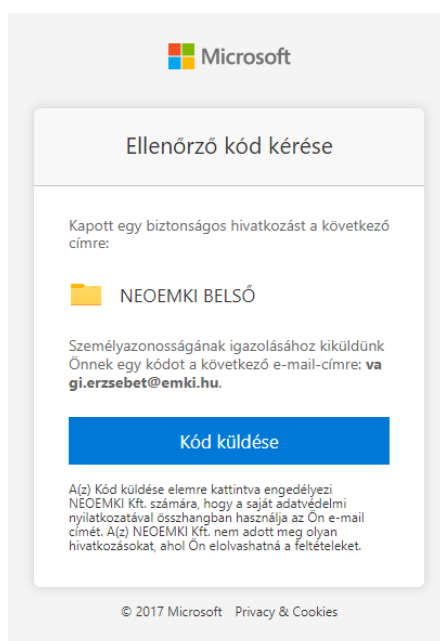 Microsoft
Ellenőrző kód kérése
Kapott egy biztonságos hivatkozást a következő
címre:
NEOEMKI BELSŐ
Személyazonosságának igazolásához kiküldünk
Önnek egy kódot a következő e-mail-címre: va
gi.erzsebet@emki.hu.
Kód küldése
A(z) Kód küldése elemre kattintva engedélyezi
NEOEMKI Kft. számára, hogy a saját adatvédelmi
nyilatkozatával összhangban használja az Ön e-mail
címét. A(z) NEOEMKI Kft. nem adott meg olyan
hivatkozásokat, ahol Ön elolvashatná a feltételeket.
© 2017 Microsoft Privacy & Cookies